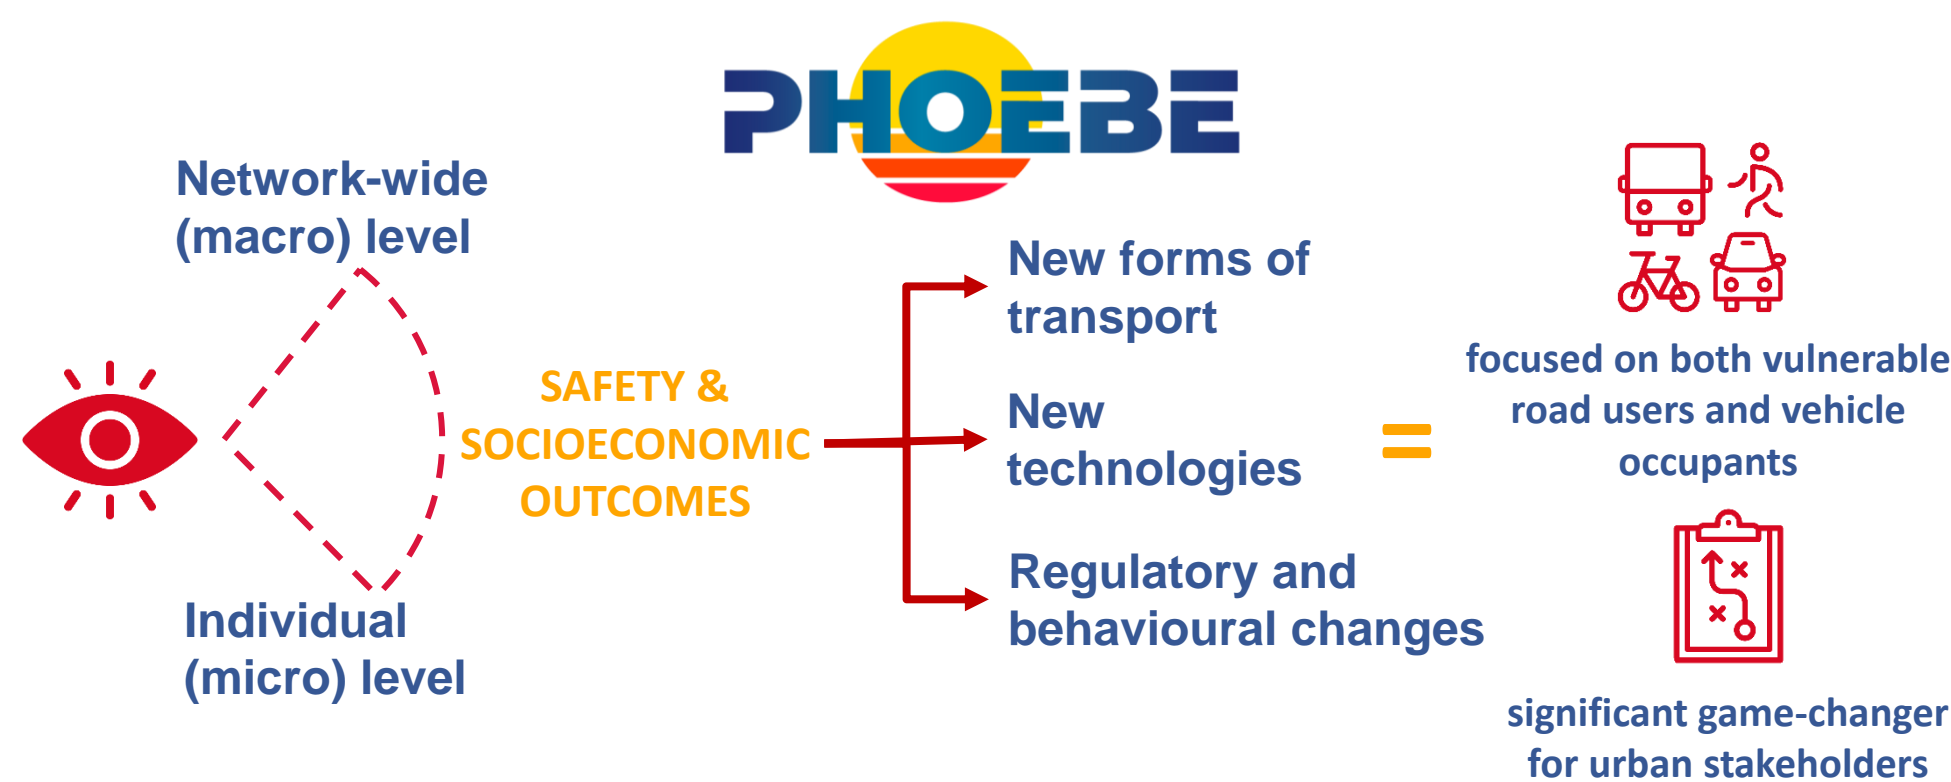 PHOEBE
Network-wide
(macro) level
Individual
(micro) level
SAFETY &
SOCIOECONOMIC
OUTCOMES
New forms of
transport
New
technologies
Regulatory and
behavioural changes
=
focused on both vulnerable
road users and vehicle
occupants
significant game-changer
for urban stakeholders